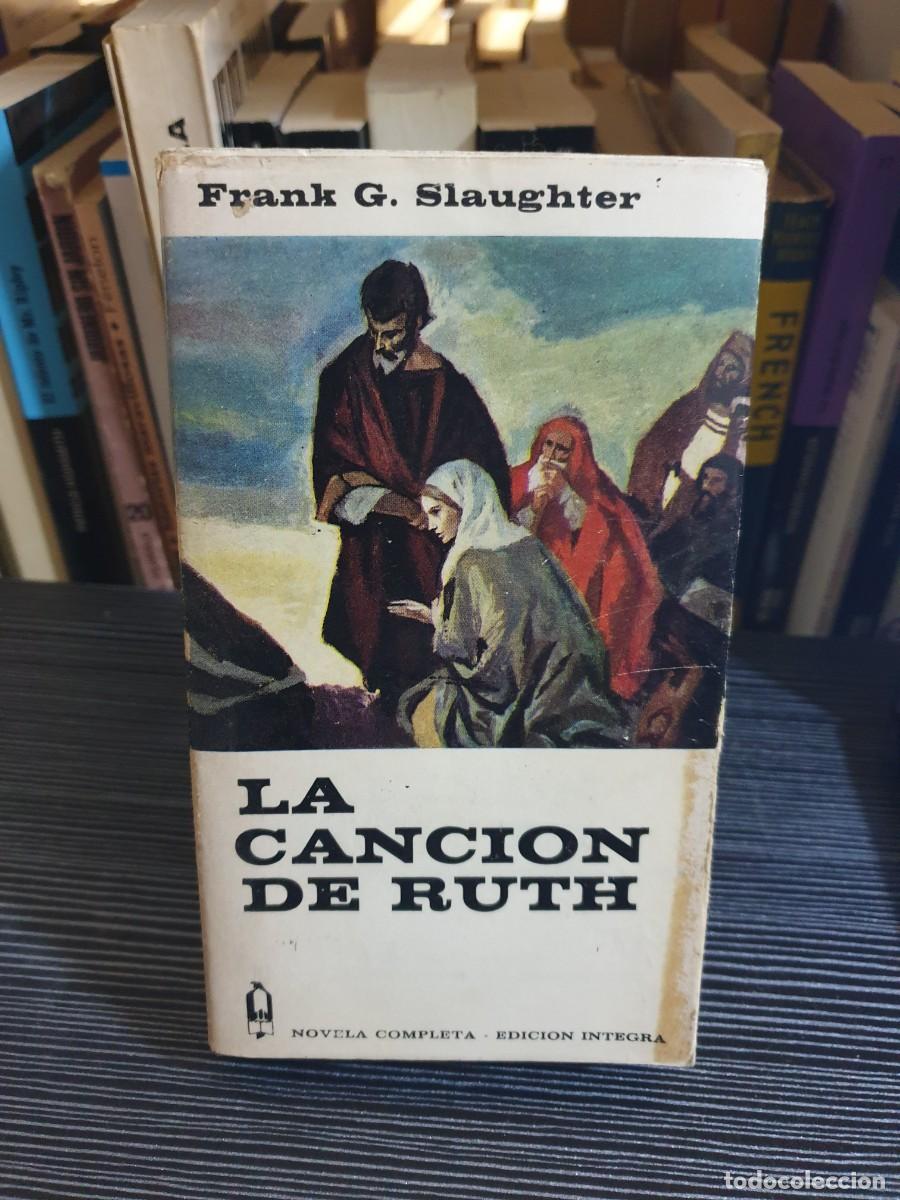 Frank G. Slaughter
LA
CANCION
DE RUTH
NOVELA COMPLETA - EDICION INTEGRA
FRENCH
todocoleccion